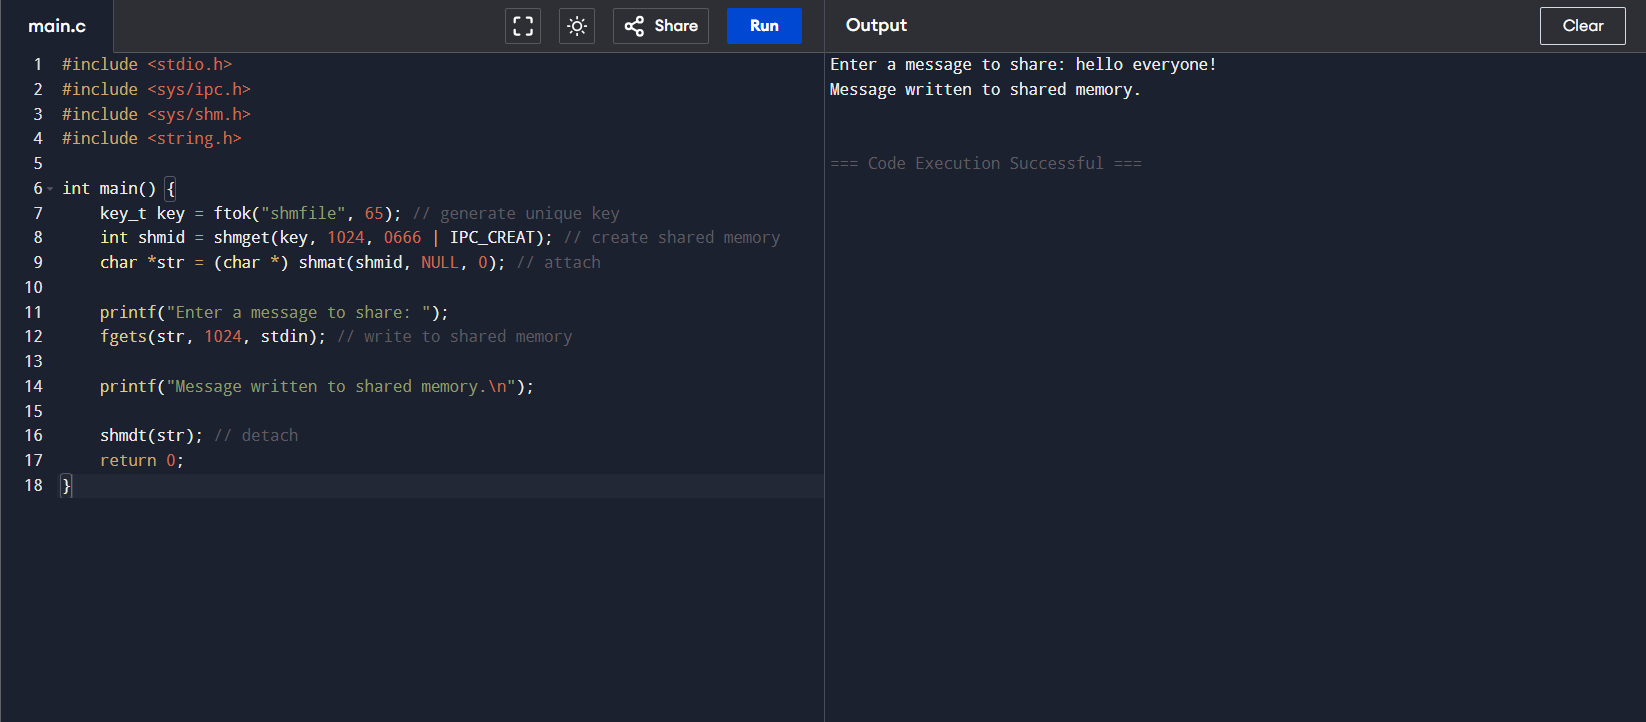 main.c
Share
Run
Output
Clear
1 #include <stdio.h>
2 #include <sys/ipc.h>
3 #include <sys/shm.h>
4 #include <string.h>
5
6 int main() {
7     key_t key = ftok("shmfile", 65); // generate unique key
8     int shmid = shmget(key, 1024, 0666 | IPC_CREAT); // create shared memory
9     char *str = (char *) shmat(shmid, NULL, 0); // attach
10
11     printf("Enter a message to share: ");
12     fgets(str, 1024, stdin); // write to shared memory
13
14     printf("Message written to shared memory.\n");
15
16     shmdt(str); // detach
17     return 0;
18 }
Enter a message to share: hello everyone!
Message written to shared memory.
=== Code Execution Successful ===